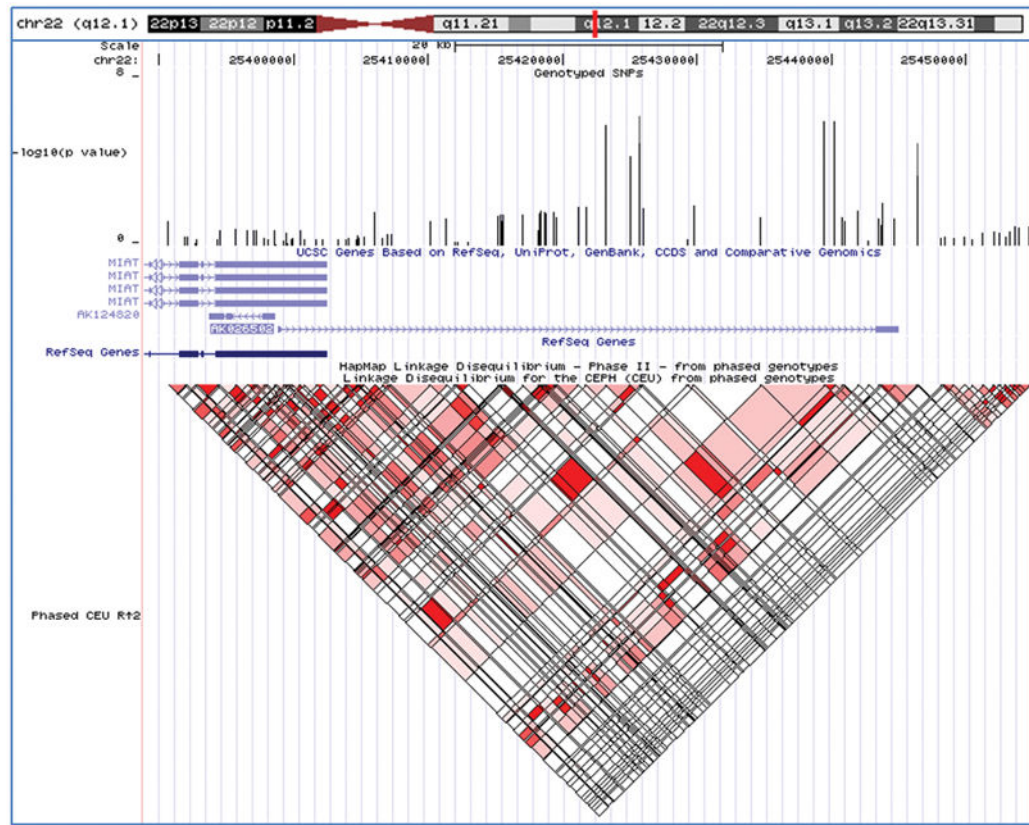 chr22 (q12.1) 22p13 22p12 p11.2 q11.21 q12.1 12.2 22q12.3 q13.1 q13.2 22q13.31
Scale 20 kb
chr22: 25400000 25410000 25420000 25430000 25440000 25450000
8 _ Genotyped SNPs
-log10(p value)
0 _
UCSC Genes Based on RefSeq, UniProt, GenBank, CCDS and Comparative Genomics
MIAT
MIAT
MIAT
MIAT
AK124820
AK026502
RefSeq Genes
RefSeq Genes
HapMap Linkage Disequilibrium - Phase II - from phased genotypes
Linkage Disequilibrium for the CEPH (CEU) from phased genotypes
Phased CEU R↑2